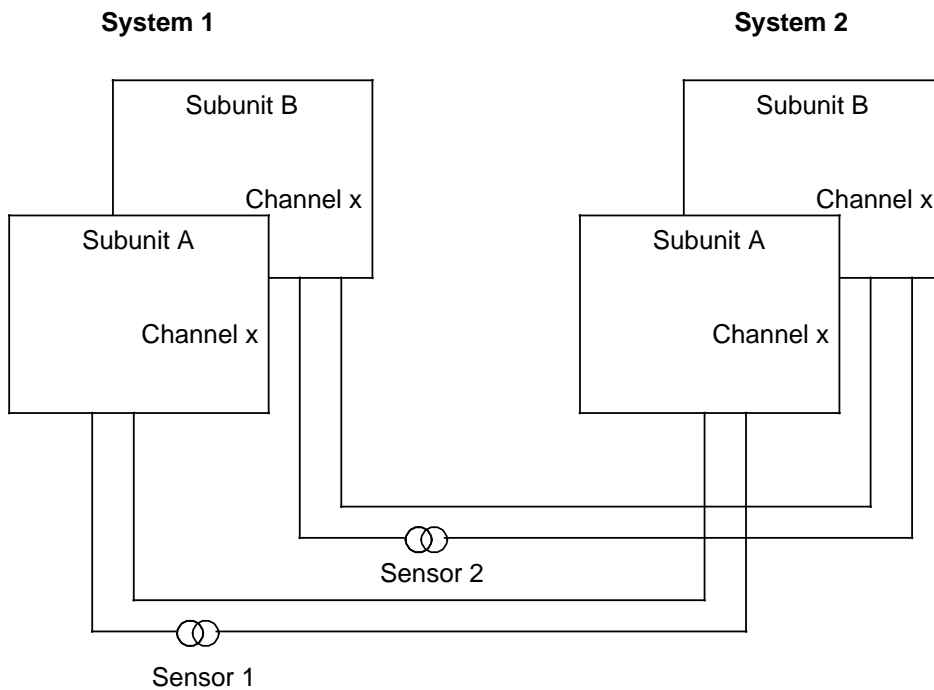 System 1
System 2
Subunit B
Channel x
Subunit A
Channel x
Subunit B
Channel x
Subunit A
Channel x
Sensor 2
Sensor 1